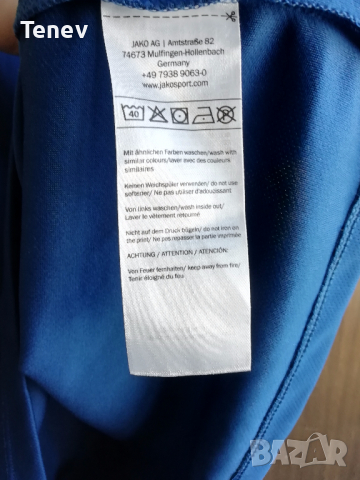 Tenev
JAKO AG | Amtstraße 82
74673 Mulfingen-Hollenbach
Germany
+49 7938 9063-0
www.jakosport.com
40
Mit ähnlichen Farben waschen/wash with
similar colours/laver avec des couleurs
similaires
Keinen Weichspüler verwenden/ do not use
softener/ Ne pas utiliser d'adoucissant
Von links waschen/wash inside out/
Laver le vêtement retourné
Nicht auf dem Druck bügeln/ do not iron on
the print/ Ne pas repasser la partie imprimée
ACHTUNG / ATTENTION / ATENCIÓN:
Von Feuer fernhalten/ keep away from fire/
Tenir éloigné du feu
BAZAR
bg